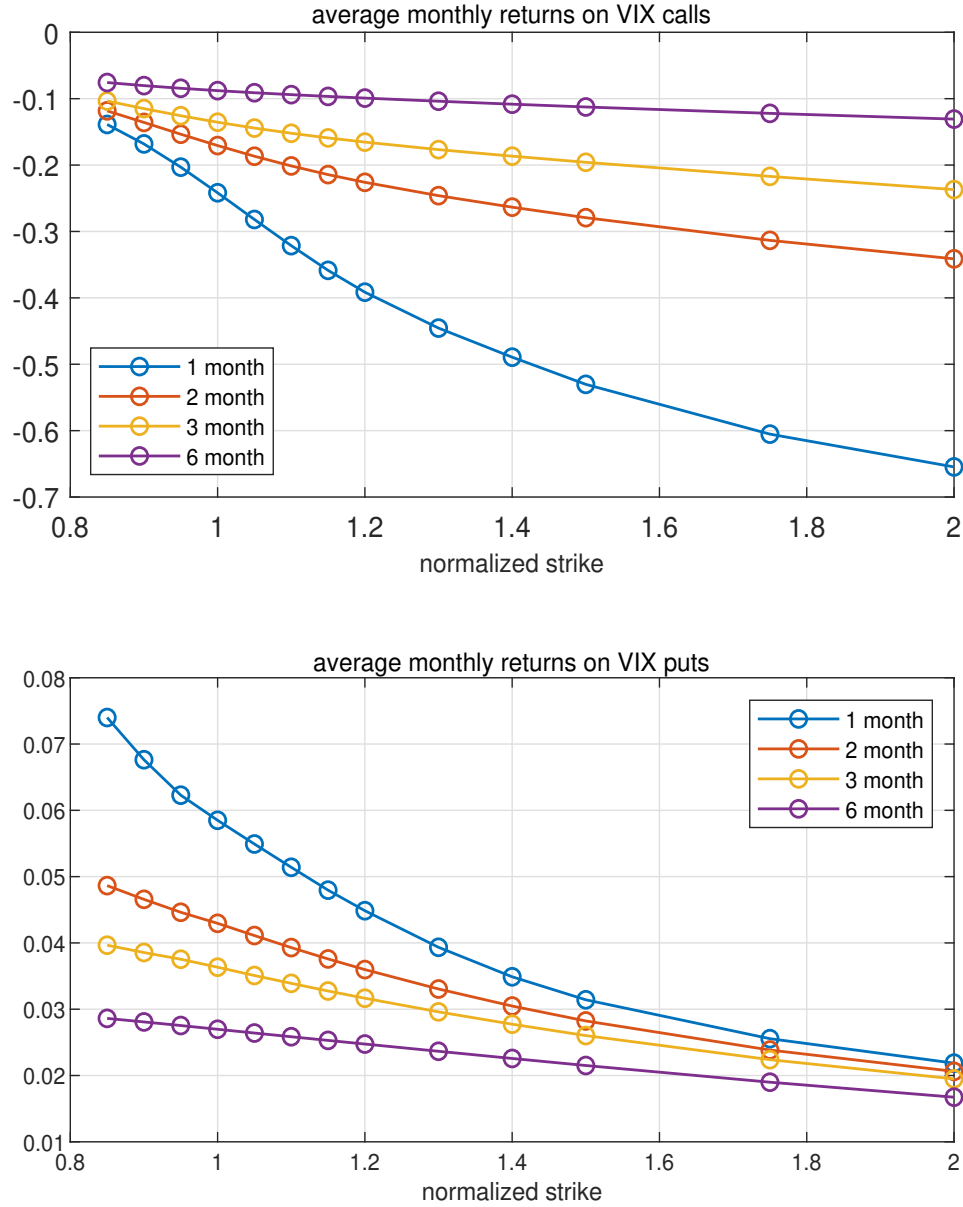 average monthly returns on VIX calls
0
-0.1
-0.2
-0.3
-0.4
-0.5
-0.6
-0.7
1 month
2 month
3 month
6 month
0.8 1 1.2 1.4 1.6 1.8 2
normalized strike
average monthly returns on VIX puts
0.08
0.07
0.06
0.05
0.04
0.03
0.02
0.01
1 month
2 month
3 month
6 month
0.8 1 1.2 1.4 1.6 1.8 2
normalized strike